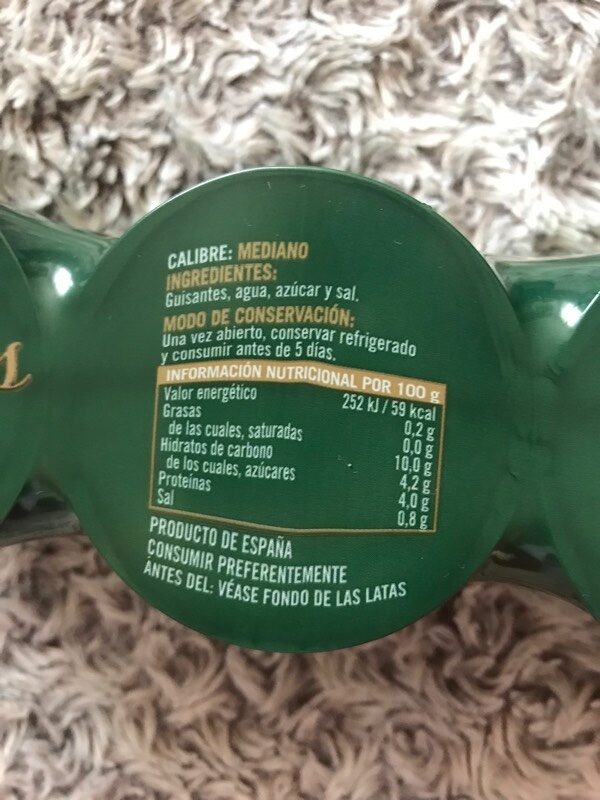 CALIBRE: MEDIANO
INGREDIENTES:
Guisantes, agua, azúcar y sal.
MODO DE CONSERVACIÓN:
Una vez abierto, conservar refrigerado
y consumir antes de 5 días.
INFORMACIÓN NUTRICIONAL POR 100 g
Valor energético 252 kJ / 59 kcal
Grasas 0,2 g
de las cuales, saturadas 0,0 g
Hidratos de carbono 10,0 g
de los cuales, azúcares 4,2 g
Proteínas 4,0 g
Sal 0,8 g
PRODUCTO DE ESPAÑA
CONSUMIR PREFERENTEMENTE
ANTES DEL: VÉASE FONDO DE LAS LATAS